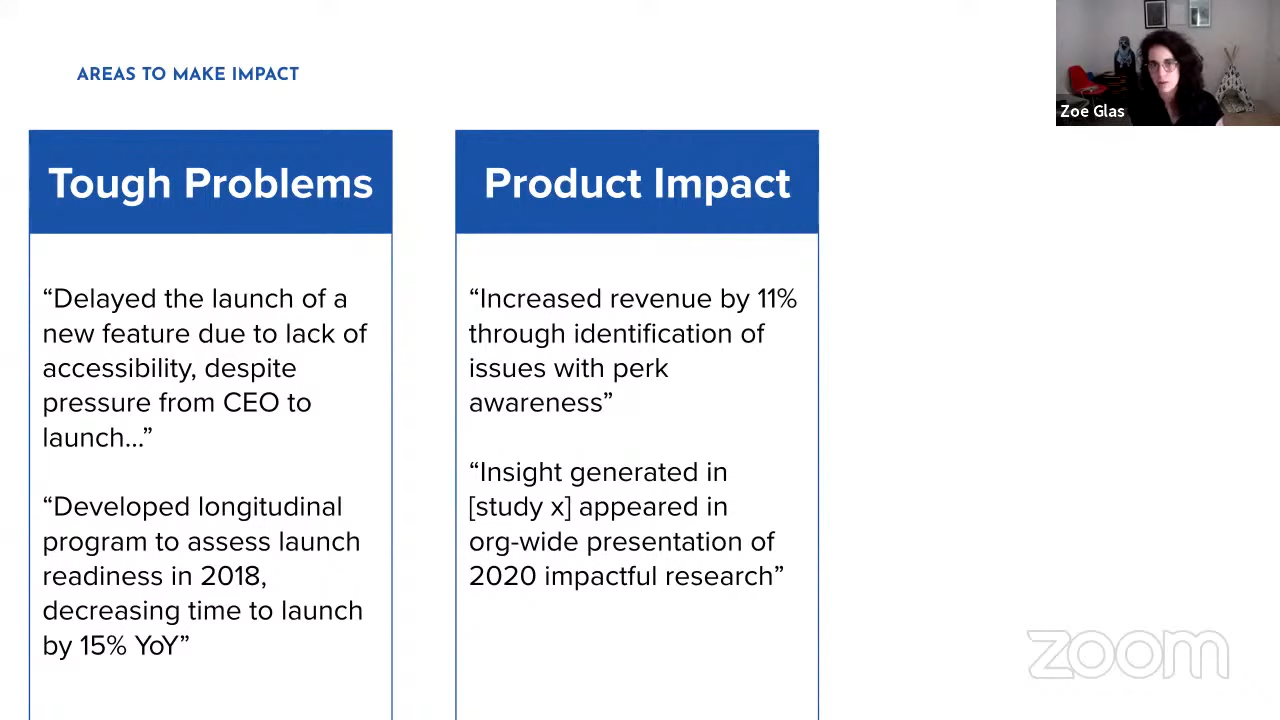 AREAS TO MAKE IMPACT
Zoe Glas
Tough Problems
“Delayed the launch of a
new feature due to lack of
accessibility, despite
pressure from CEO to
launch...”
“Developed longitudinal
program to assess launch
readiness in 2018,
decreasing time to launch
by 15% YoY”
Product Impact
“Increased revenue by 11%
through identification of
issues with perk
awareness”
“Insight generated in
[study x] appeared in
org-wide presentation of
2020 impactful research”
zoom